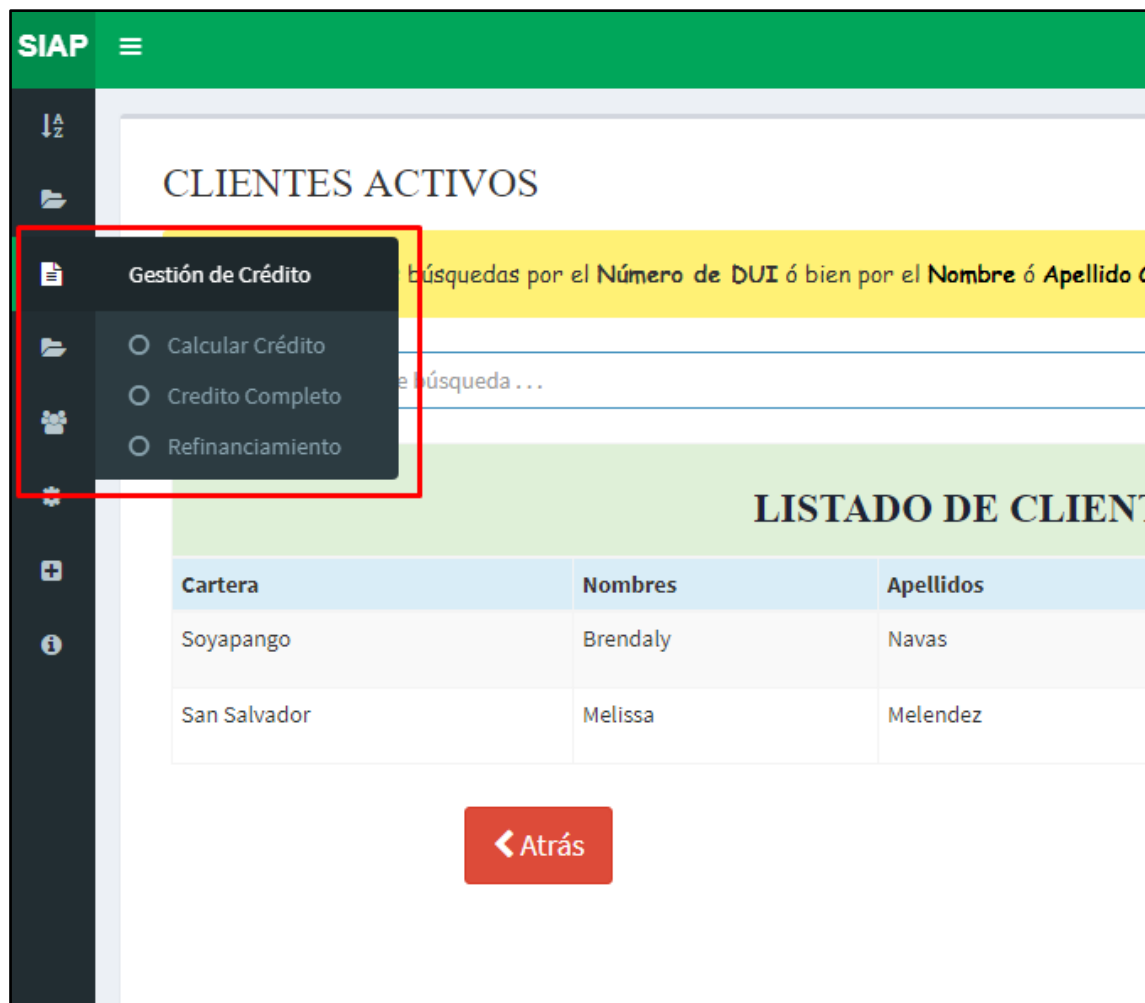 SIAP
CLIENTES ACTIVOS
búsquedas por el Número de DUI ó bien por el Nombre ó Apellido
Gestión de Crédito
Calcular Crédito
Credito Completo
Refinanciamiento
e búsqueda . . .
LISTADO DE CLIENT
Cartera Nombres Apellidos
Soyapango Brendaly Navas
San Salvador Melissa Melendez
Atrás